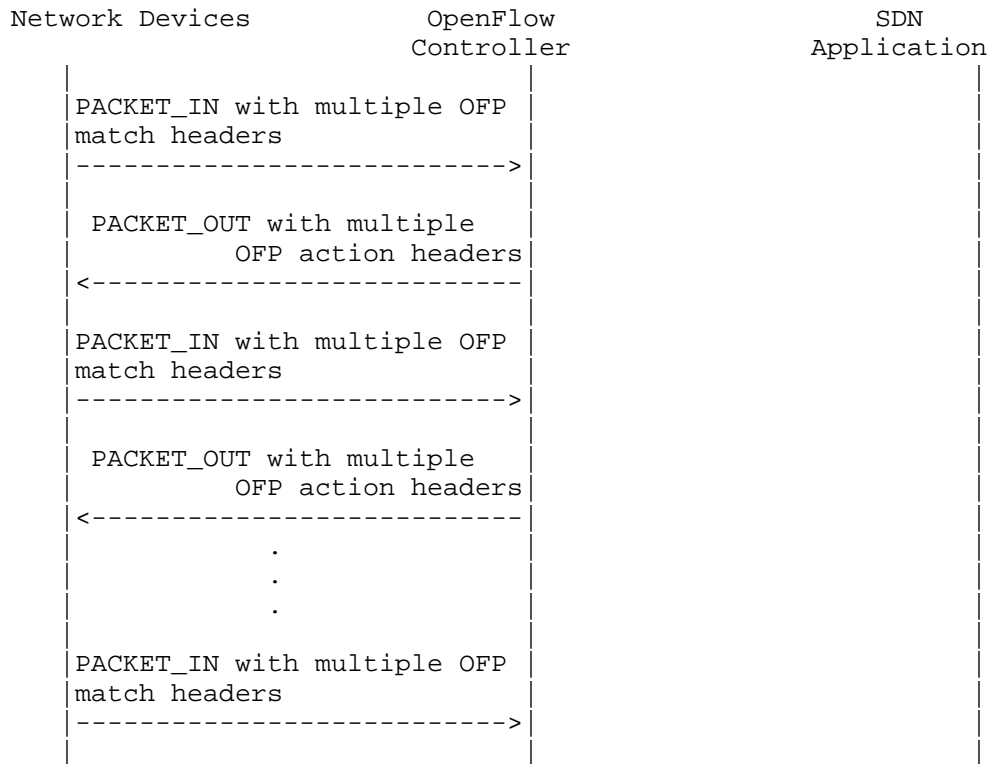 Network Devices OpenFlow SDN
Controller Application
PACKET_IN with multiple OFP
match headers
--------------------------->
PACKET_OUT with multiple
OFP action headers
<---------------------------
PACKET_IN with multiple OFP
match headers
--------------------------->
PACKET_OUT with multiple
OFP action headers
<---------------------------
.
.
.
PACKET_IN with multiple OFP
match headers
--------------------------->